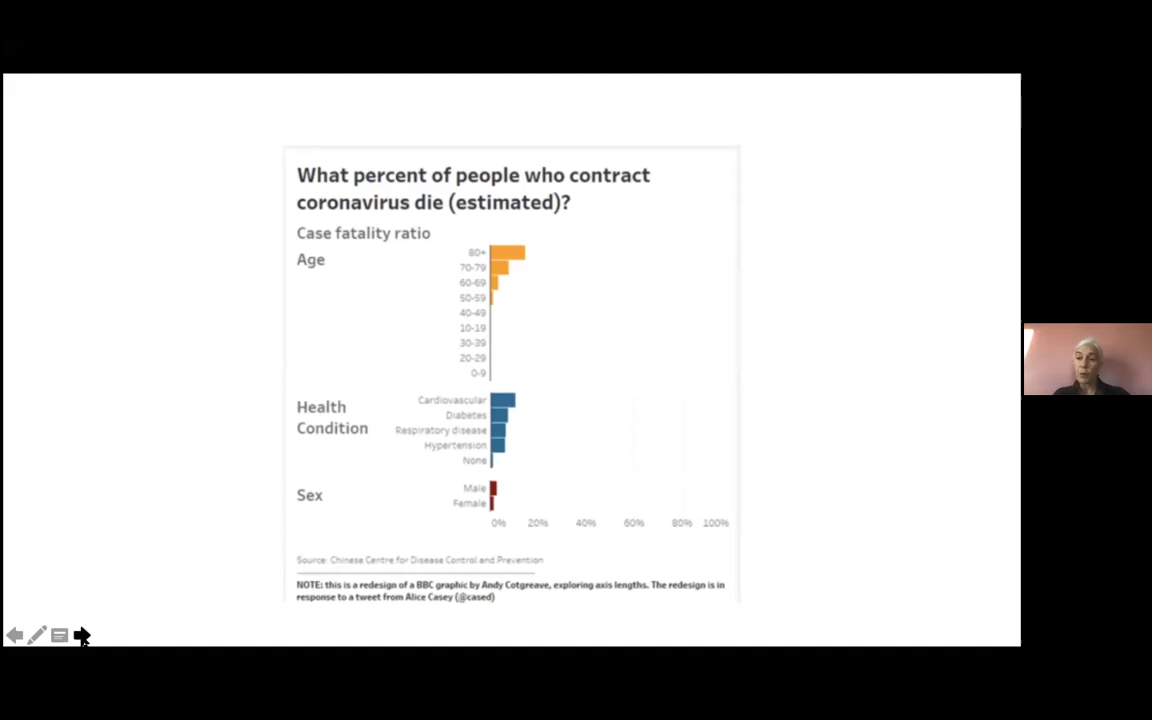 What percent of people who contract
coronavirus die (estimated)?
Case fatality ratio
Age
80+
70-79
60-69
50-59
40-49
10-19
30-39
20-29
0-9
Health
Condition
Cardiovascular
Diabetes
Respiratory disease
Hypertension
None
Sex
Male
Female
0% 20% 40% 60% 80% 100%
Source: Chinese Centre for Disease Control and Prevention
NOTE: this is a redesign of a BBC graphic by Andy Cotgreave, exploring axis lengths. The redesign is in
response to a tweet from Alice Casey (@cased)